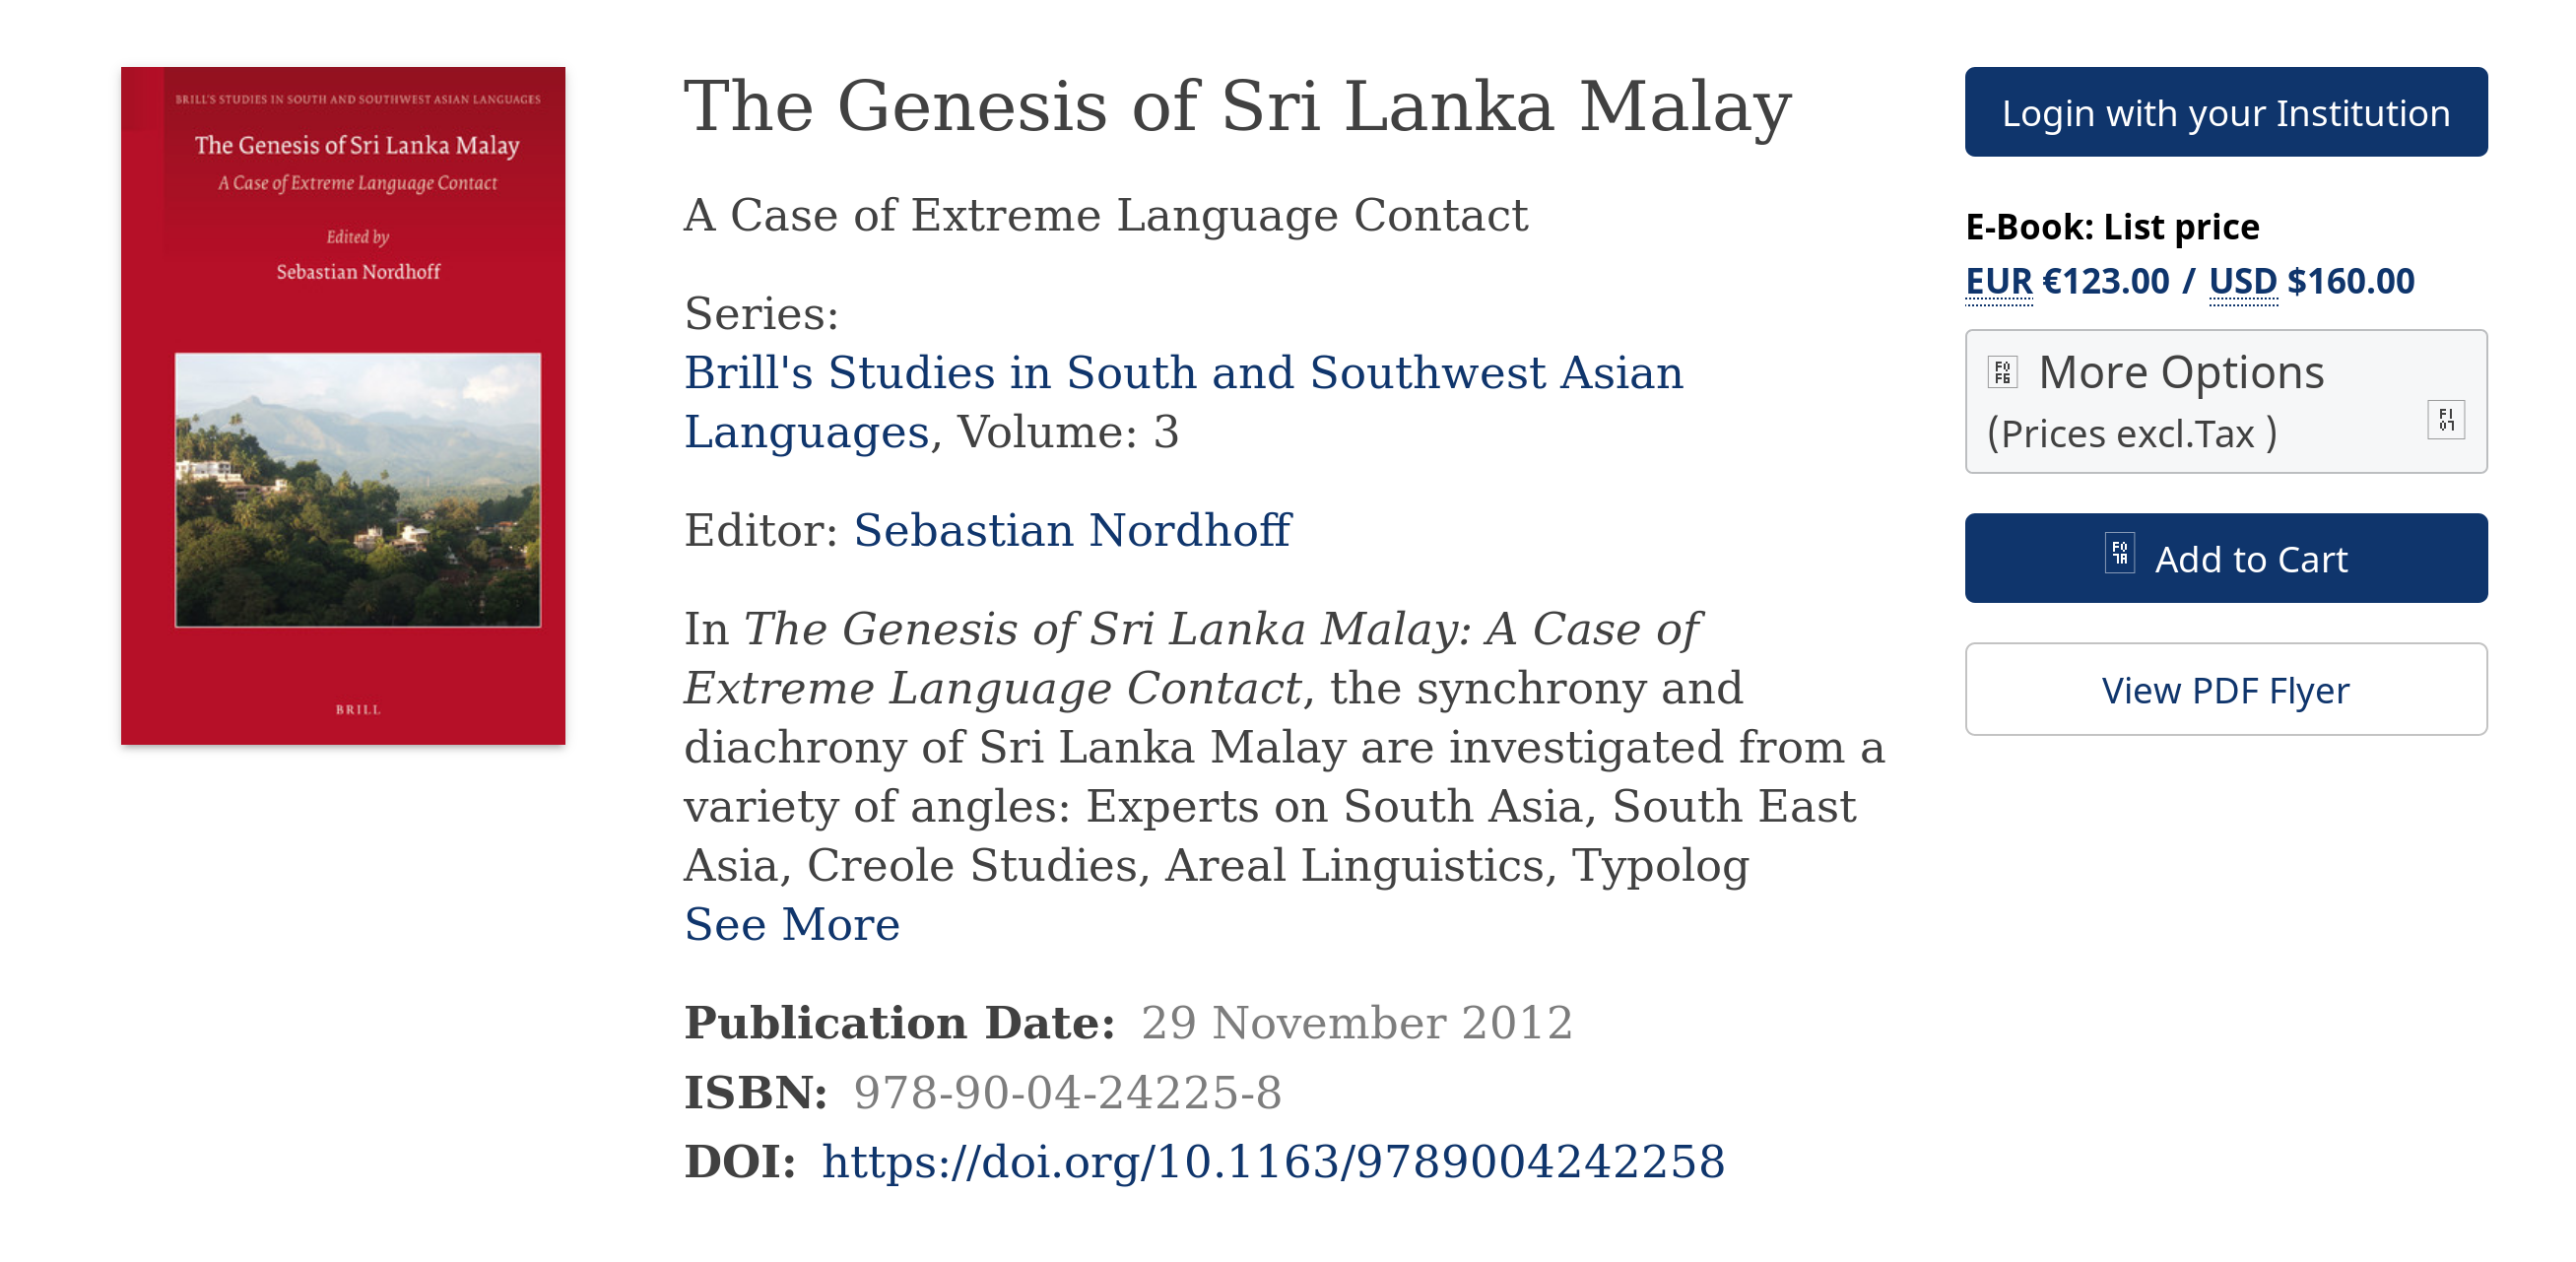 BRILL'S STUDIES IN SOUTH AND SOUTHWEST ASIAN LANGUAGES
The Genesis of Sri Lanka Malay
A Case of Extreme Language Contact
Edited by
Sebastian Nordhoff
BRILL
The Genesis of Sri Lanka Malay
A Case of Extreme Language Contact
Series:
Brill's Studies in South and Southwest Asian
Languages, Volume: 3
Editor: Sebastian Nordhoff
In The Genesis of Sri Lanka Malay: A Case of
Extreme Language Contact, the synchrony and
diachrony of Sri Lanka Malay are investigated from a
variety of angles: Experts on South Asia, South East
Asia, Creole Studies, Areal Linguistics, Typolog
See More
Publication Date: 29 November 2012
ISBN: 978-90-04-24225-8
DOI: https://doi.org/10.1163/9789004242258
Login with your Institution
E-Book: List price
EUR €123.00 / USD $160.00
More Options
(Prices excl.Tax )
Add to Cart
View PDF Flyer